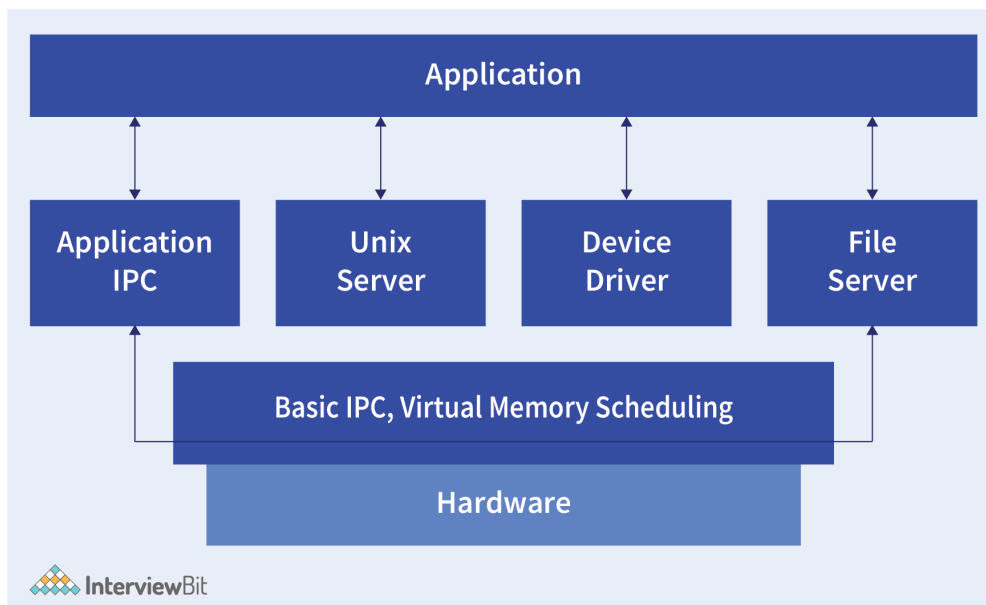 Application
Application
IPC
Unix
Server
Device
Driver
File
Server
Basic IPC, Virtual Memory Scheduling
Hardware
InterviewBit